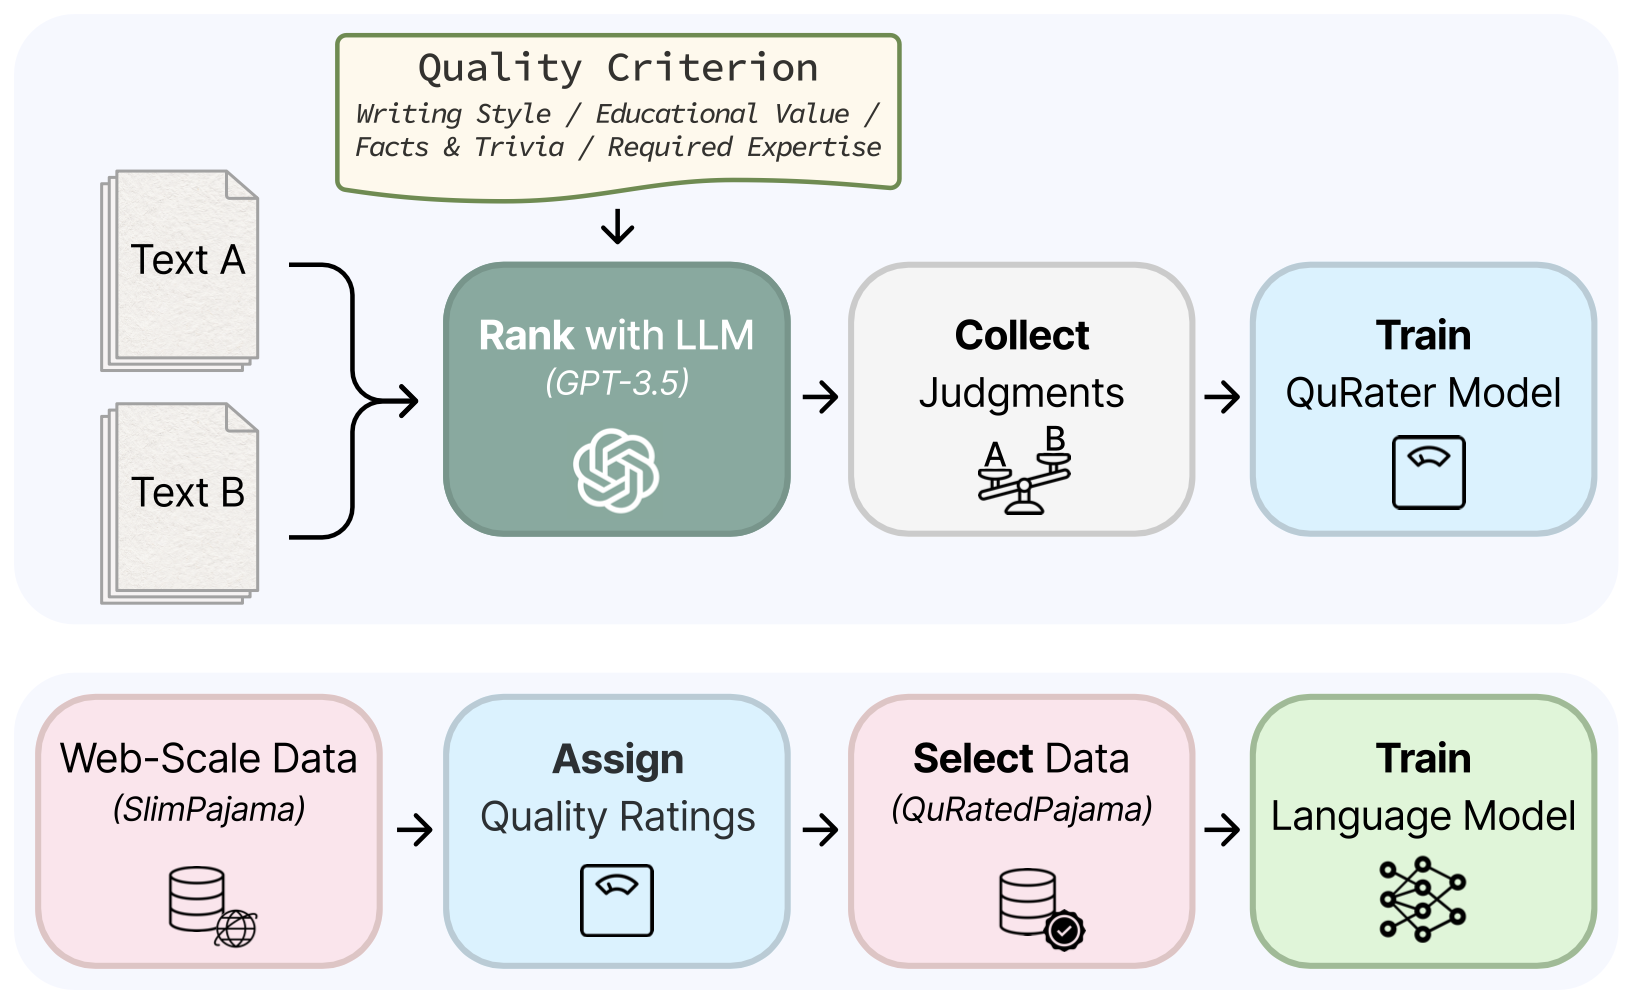 Quality Criterion
Writing Style / Educational Value /
Facts & Trivia / Required Expertise
Text A
Text B
Rank with LLM
(GPT-3.5)
Collect
Judgments
A
B
Train
QuRater Model
Web-Scale Data
(SlimPajama)
Assign
Quality Ratings
Select Data
(QuRatedPajama)
Train
Language Model